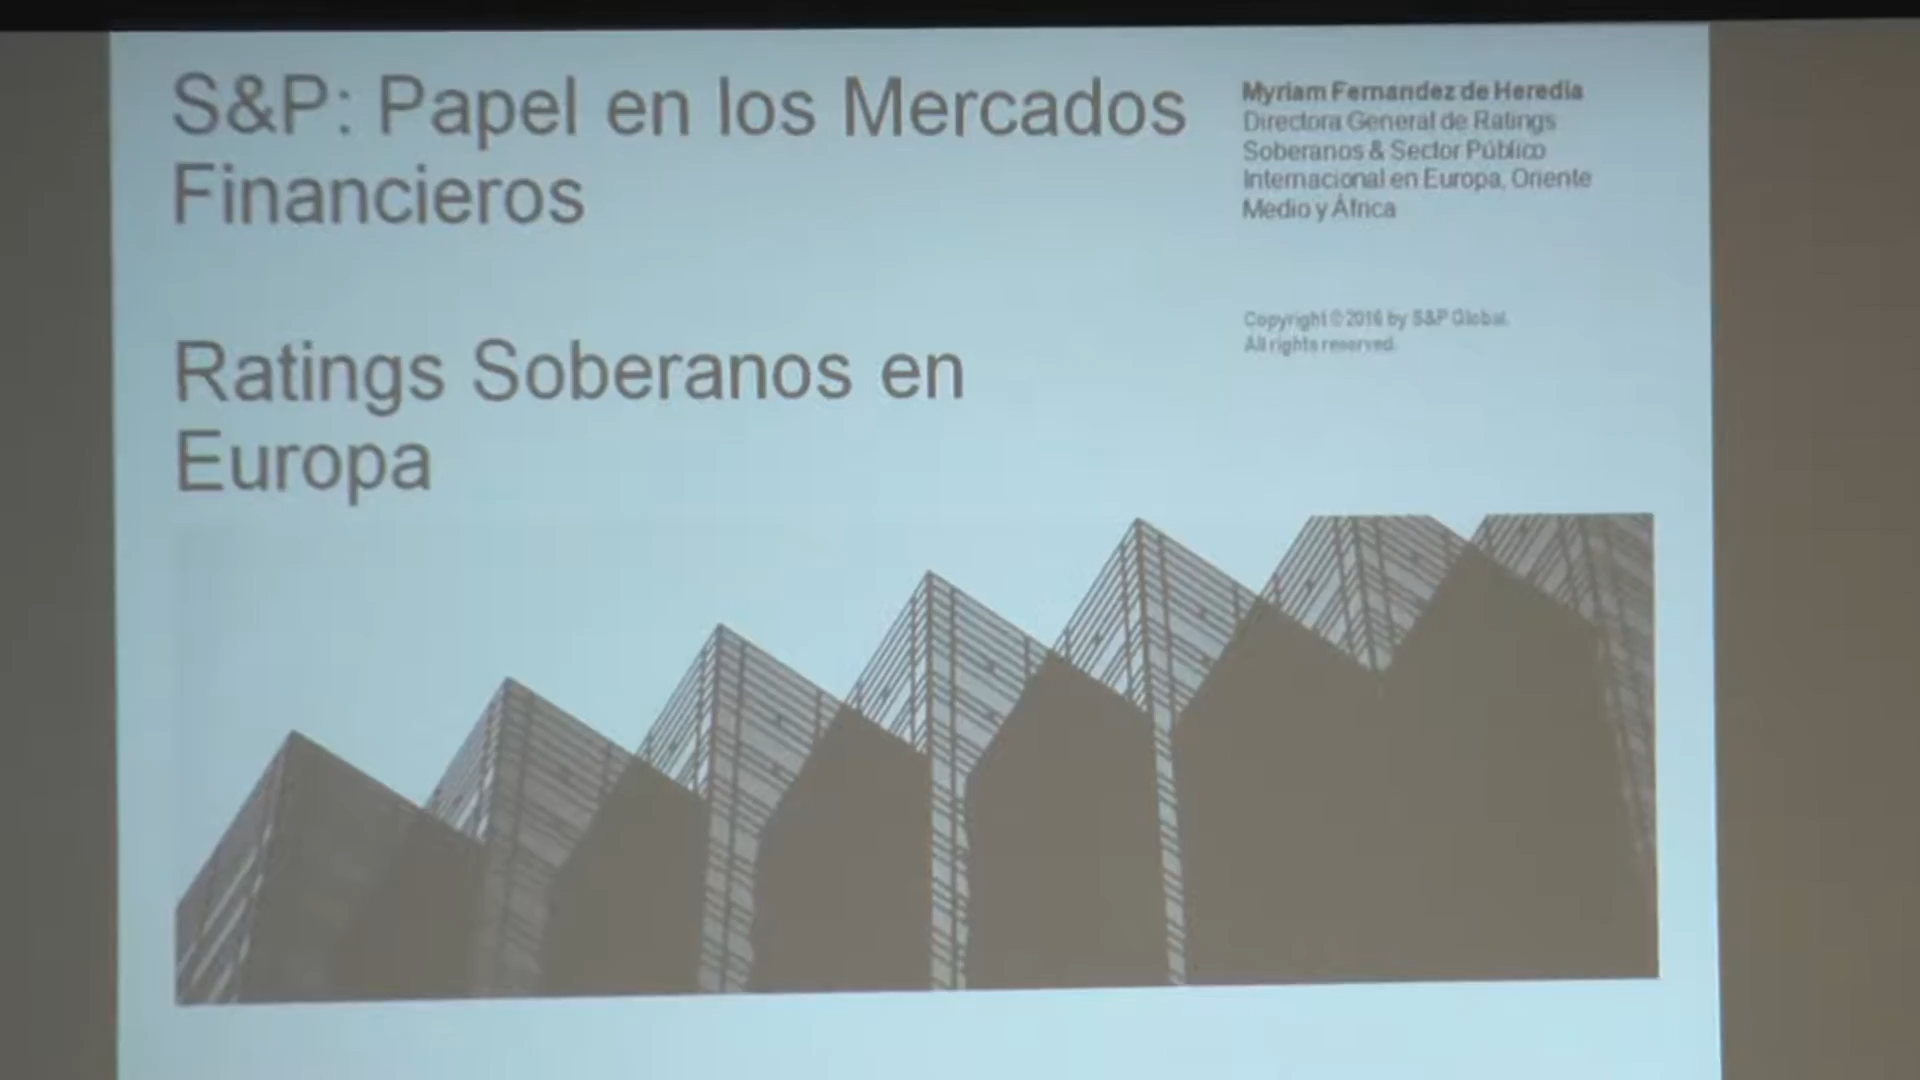 S&P: Papel en los Mercados
Financieros
Ratings Soberanos en
Europa
Myriam Fernandez de Heredia
Directora General de Ratings
Soberanos & Sector Público
Internacional en Europa, Oriente
Medio y África
Copyright © 2016 by S&P Global.
All rights reserved.